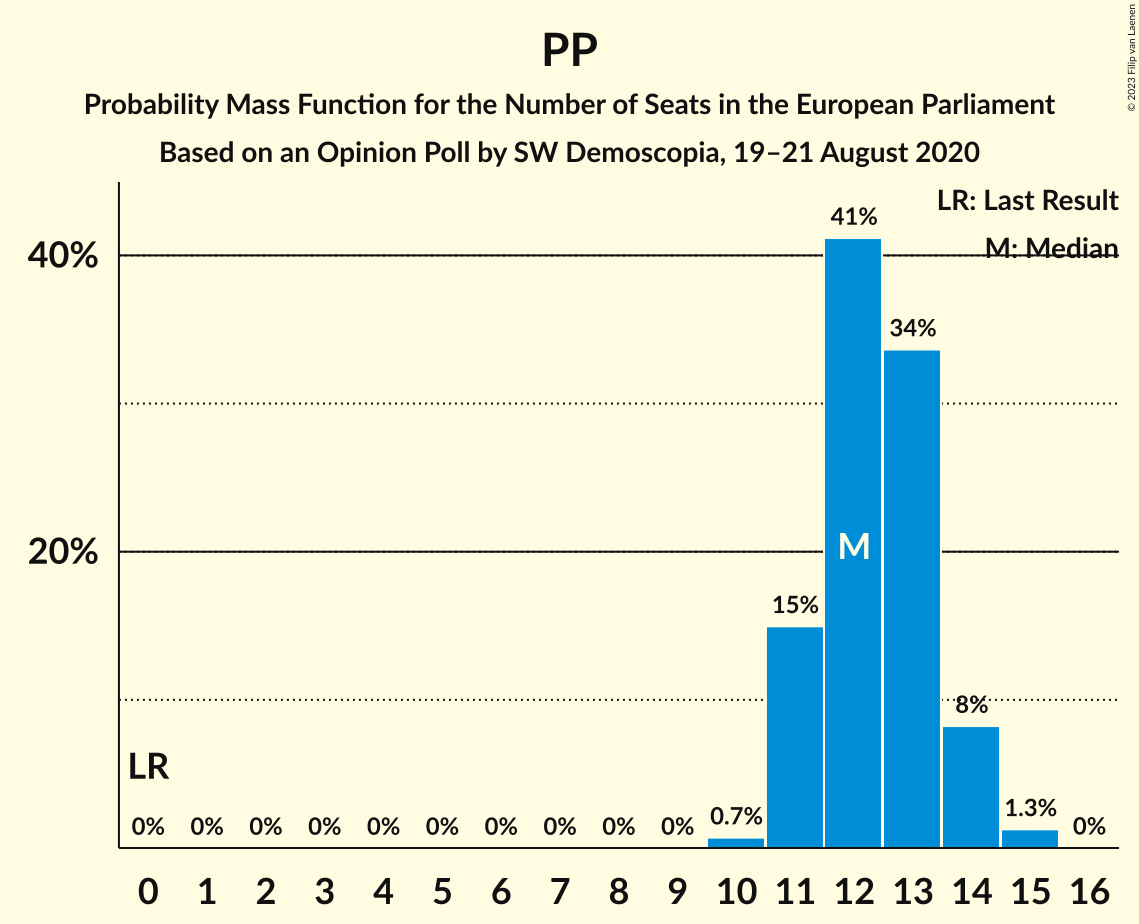 PP
Probability Mass Function for the Number of Seats in the European Parliament
Based on an Opinion Poll by SW Demoscopia, 19–21 August 2020
© 2023 Filip van Laenen
LR: Last Result
M: Median
40%
20%
41%
34%
M
15%
8%
LR
0% 0% 0% 0% 0% 0% 0% 0% 0% 0% 0.7% 1.3% 0%
0 1 2 3 4 5 6 7 8 9 10 11 12 13 14 15 16